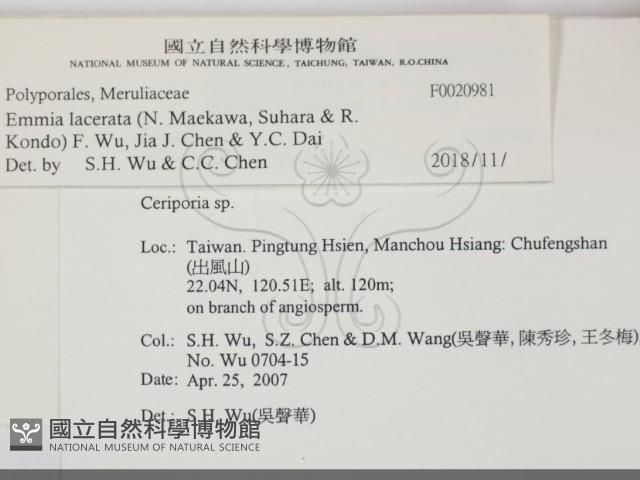 國立自然科學博物館
NATIONAL MUSEUM OF NATURAL SCIENCE, TAICHUNG, TAIWAN, R.O.CHINA
Polyporales, Meruliaceae F0020981
Emmia lacerata (N. Maekawa, Suhara & R.
Kondo) F. Wu, Jia J. Chen & Y.C. Dai
Det. by S.H. Wu & C.C. Chen 2018/11/
Ceriporia sp.
Loc.: Taiwan. Pingtung Hsien, Manchou Hsiang: Chufengshan
(出風山)
22.04N, 120.51E; alt. 120m;
on branch of angiosperm.
Col.: S.H. Wu, S.Z. Chen & D.M. Wang(吳聲華, 陳秀珍, 王冬梅);
No. Wu 0704-15
Date: Apr. 25, 2007
Det.: S.H. Wu(吳聲華)
國立自然科學博物館
NATIONAL MUSEUM OF NATURAL SCIENCE